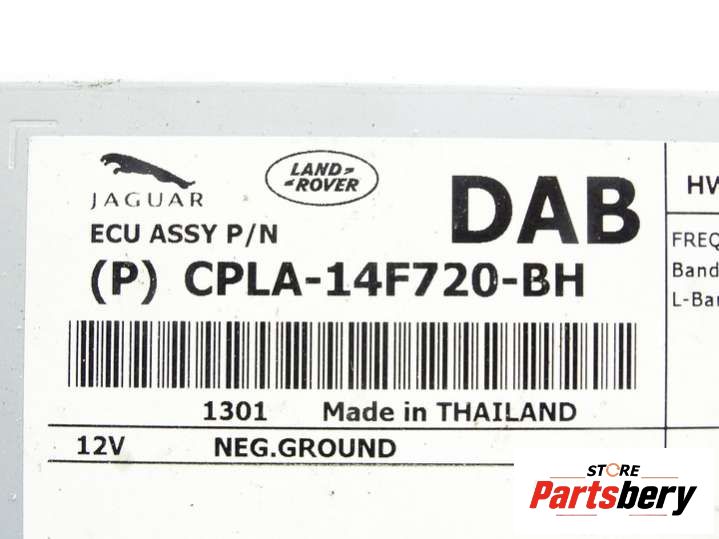 JAGUAR
LAND-
-ROVER
DAB
ECU ASSY P/N
(P) CPLA-14F720-BH
1301 Made in THAILAND
12V NEG.GROUND
HW
FREQ
Band
L-Ba
STORE
Partsbery